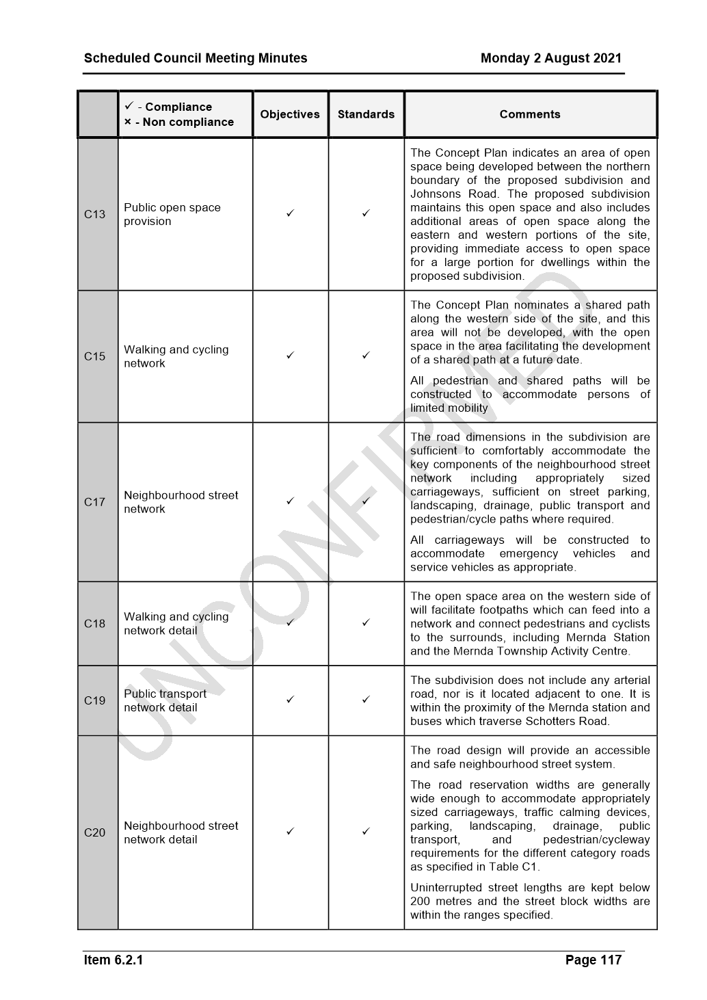 Scheduled Council Meeting Minutes Monday 2 August 2021
✓ - Compliance
× - Non compliance
Objectives
Standards
Comments
C13
Public open space
provision
✓
✓
The Concept Plan indicates an area of open
space being developed between the northern
boundary of the proposed subdivision and
Johnsons Road. The proposed subdivision
maintains this open space and also includes
additional areas of open space along the
eastern and western portions of the site,
providing immediate access to open space
for a large portion for dwellings within the
proposed subdivision.
C15
Walking and cycling
network
✓
✓
The Concept Plan nominates a shared path
along the western side of the site, and this
area will not be developed, with the open
space in the area facilitating the development
of a shared path at a future date.
All pedestrian and shared paths will be
constructed to accommodate persons of
limited mobility
C17
Neighbourhood street
network
✓
✓
The road dimensions in the subdivision are
sufficient to comfortably accommodate the
key components of the neighbourhood street
network including appropriately sized
carriageways, sufficient on street parking,
landscaping, drainage, public transport and
pedestrian/cycle paths where required.
All carriageways will be constructed to
accommodate emergency vehicles and
service vehicles as appropriate.
C18
Walking and cycling
network detail
✓
✓
The open space area on the western side of
will facilitate footpaths which can feed into a
network and connect pedestrians and cyclists
to the surrounds, including Mernda Station
and the Mernda Township Activity Centre.
C19
Public transport
network detail
✓
✓
The subdivision does not include any arterial
road, nor is it located adjacent to one. It is
within the proximity of the Mernda station and
buses which traverse Schotters Road.
C20
Neighbourhood street
network detail
✓
✓
The road design will provide an accessible
and safe neighbourhood street system.
The road reservation widths are generally
wide enough to accommodate appropriately
sized carriageways, traffic calming devices,
parking, landscaping, drainage, public
transport, and pedestrian/cycleway
requirements for the different category roads
as specified in Table C1.
Uninterrupted street lengths are kept below
200 metres and the street block widths are
within the ranges specified.
UNCONFIRMED
Item 6.2.1 Page 117